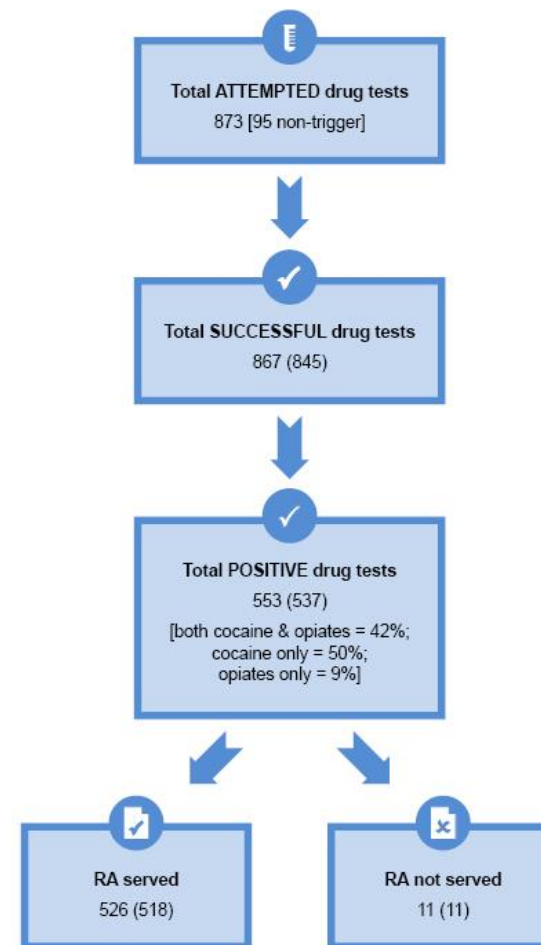 Total ATTEMPTED drug tests
873 [95 non-trigger]
Total SUCCESSFUL drug tests
867 (845)
Total POSITIVE drug tests
553 (537)
[both cocaine & opiates = 42%;
cocaine only = 50%;
opiates only = 9%]
RA served
526 (518)
RA not served
11 (11)